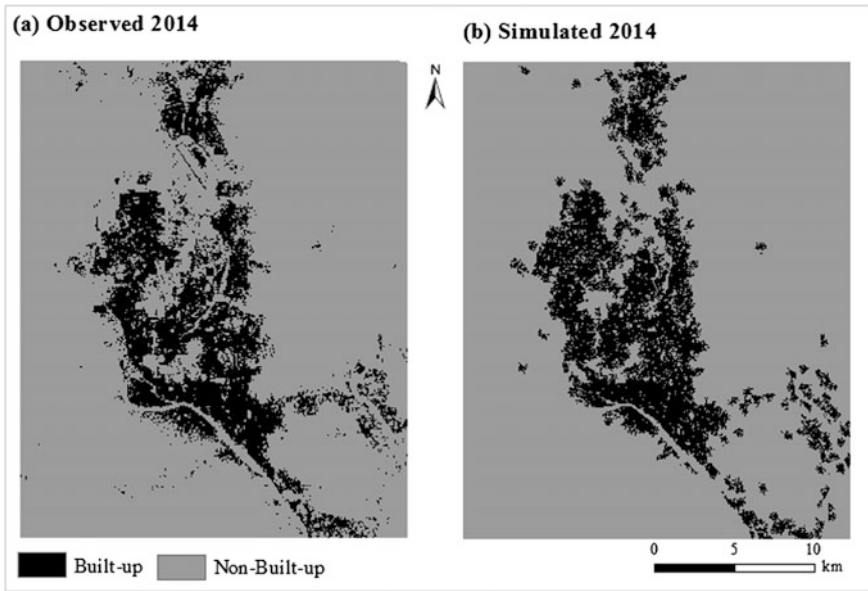 (a) Observed 2014
(b) Simulated 2014
N
Built-up
Non-Built-up
0 5 10
km